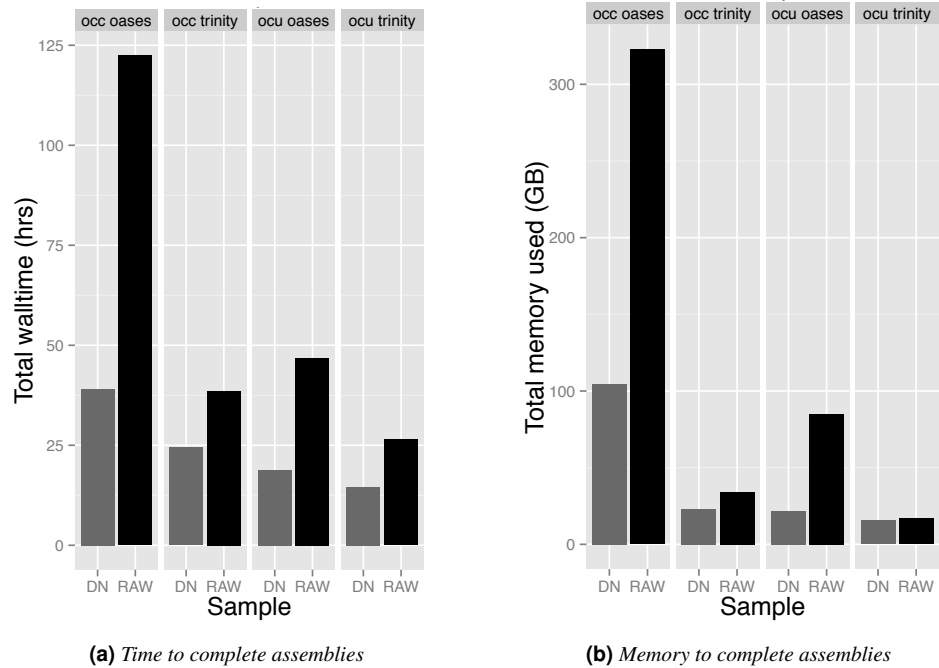 occ oases occ trinity ocu oases ocu trinity
125
100
75
50
25
0
Total walltime (hrs)
DN RAW DN RAW DN RAW DN RAW
Sample
(a) Time to complete assemblies
occ oases occ trinity ocu oases ocu trinity
300
200
100
0
Total memory used (GB)
DN RAW DN RAW DN RAW DN RAW
Sample
(b) Memory to complete assemblies